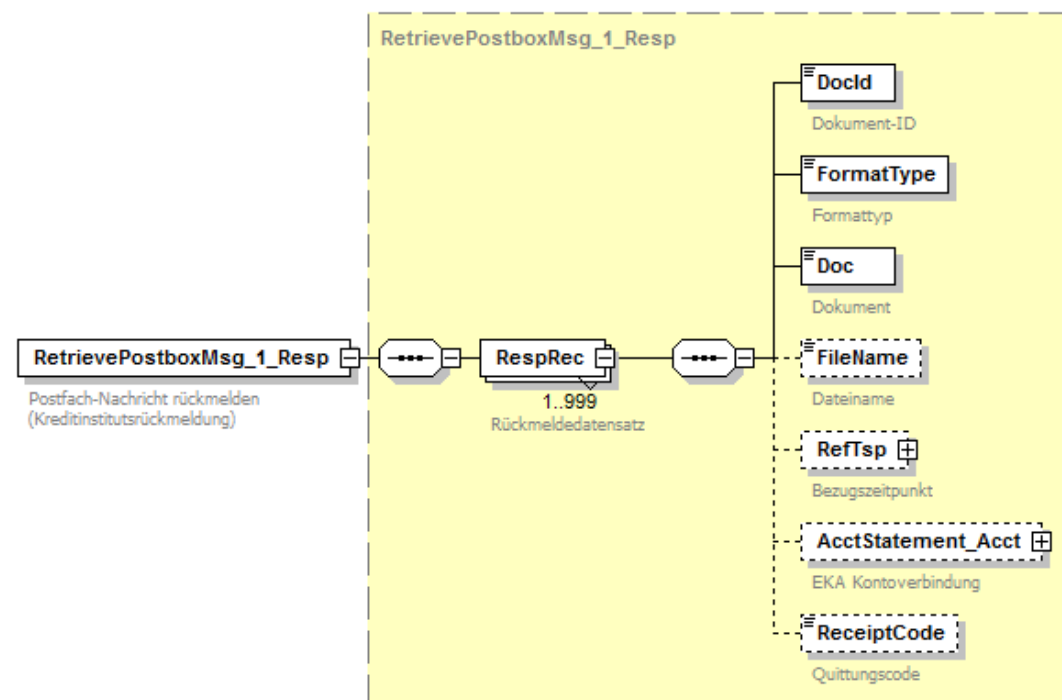 RetrievePostboxMsg_1_Resp
DocId
Dokument-ID
FormatType
Formattyp
Doc
Dokument
RetrievePostboxMsg_1_Resp
Postfach-Nachricht rückmelden
(Kreditinstitutsrückmeldung)
RespRec
1..999
Rückmeldedatensatz
FileName
Dateiname
RefTsp
Bezugszeitpunkt
AcctStatement_Acct
EKA Kontoverbindung
ReceiptCode
Quittungscode